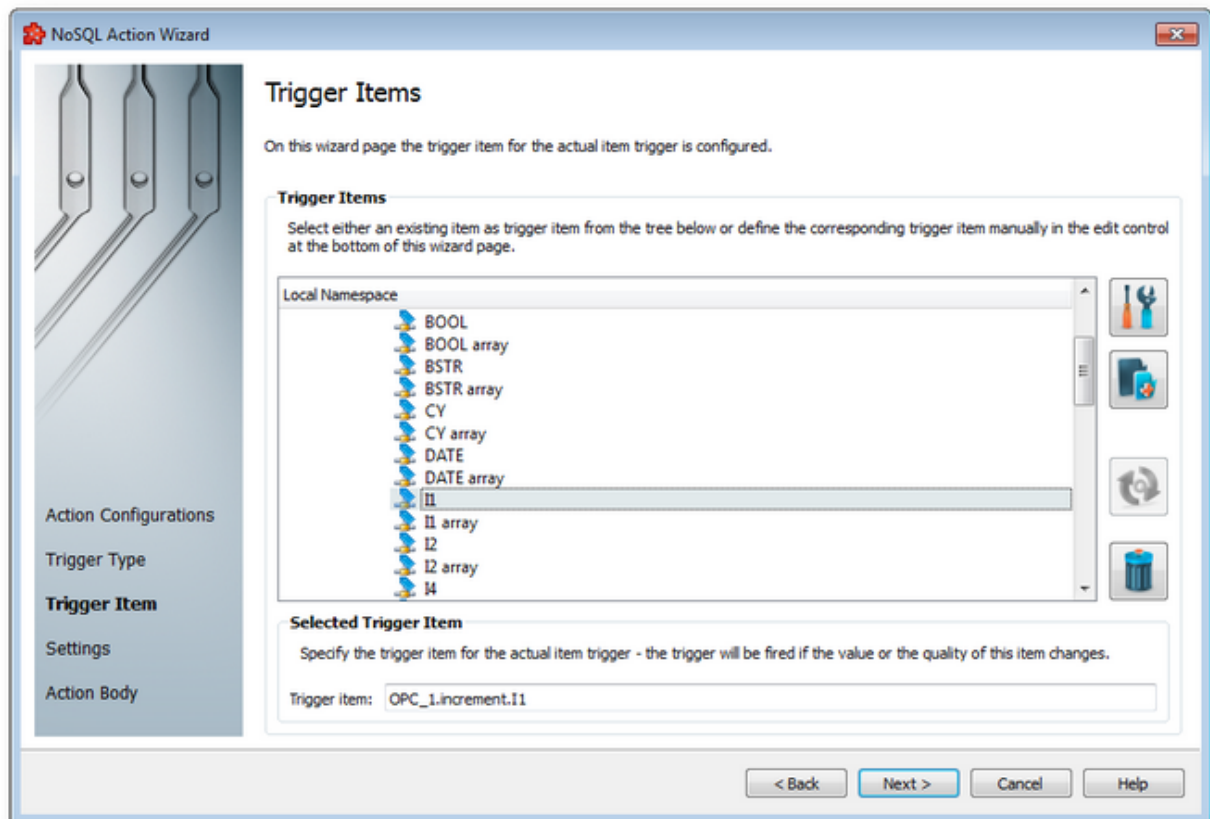 NoSQL Action Wizard
Trigger Items
On this wizard page the trigger item for the actual item trigger is configured.
Trigger Items
Select either an existing item as trigger item from the tree below or define the corresponding trigger item manually in the edit control
at the bottom of this wizard page.
Local Namespace
BOOL
BOOL array
BSTR
BSTR array
CY
CY array
DATE
DATE array
I1
I1 array
I2
I2 array
I4
Action Configurations
Trigger Type
Trigger Item
Settings
Action Body
Selected Trigger Item
Specify the trigger item for the actual item trigger - the trigger will be fired if the value or the quality of this item changes.
Trigger item: OPC_1.increment.I1
< Back Next > Cancel Help